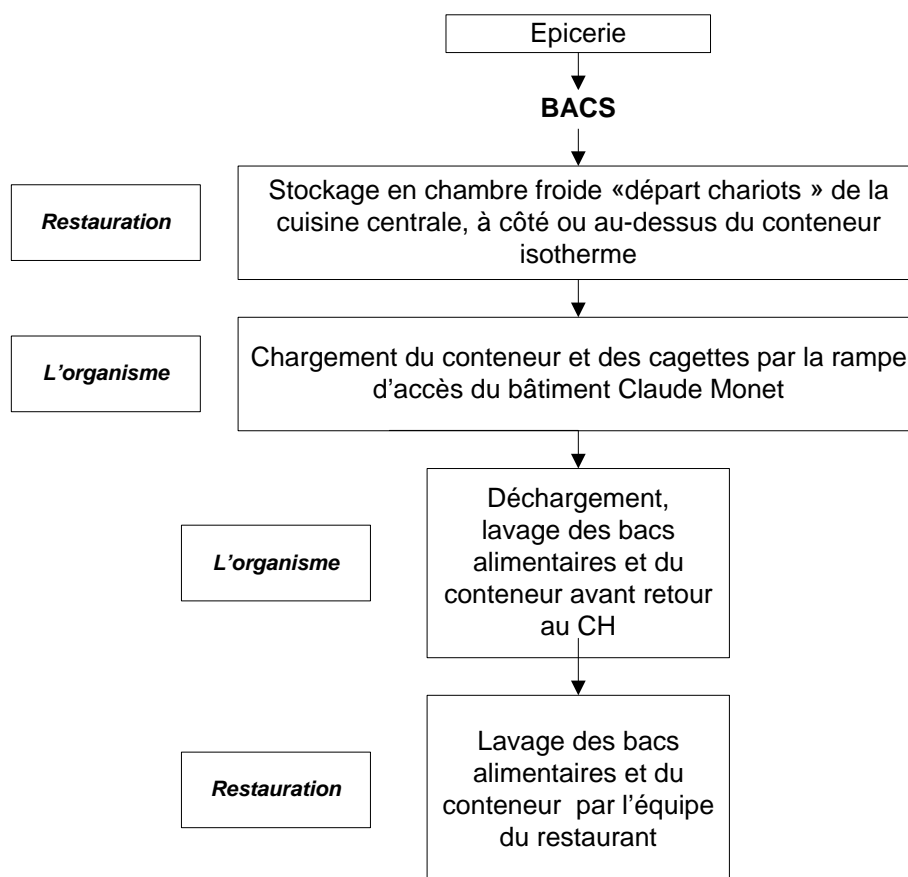 Epicerie
BACS
Restauration
Stockage en chambre froide «départ chariots » de la
cuisine centrale, à côté ou au-dessus du conteneur
isotherme
L'organisme
Chargement du conteneur et des cagettes par la rampe
d'accès du bâtiment Claude Monet
L'organisme
Déchargement,
lavage des bacs
alimentaires et du
conteneur avant retour
au CH
Restauration
Lavage des bacs
alimentaires et du
conteneur par l'équipe
du restaurant